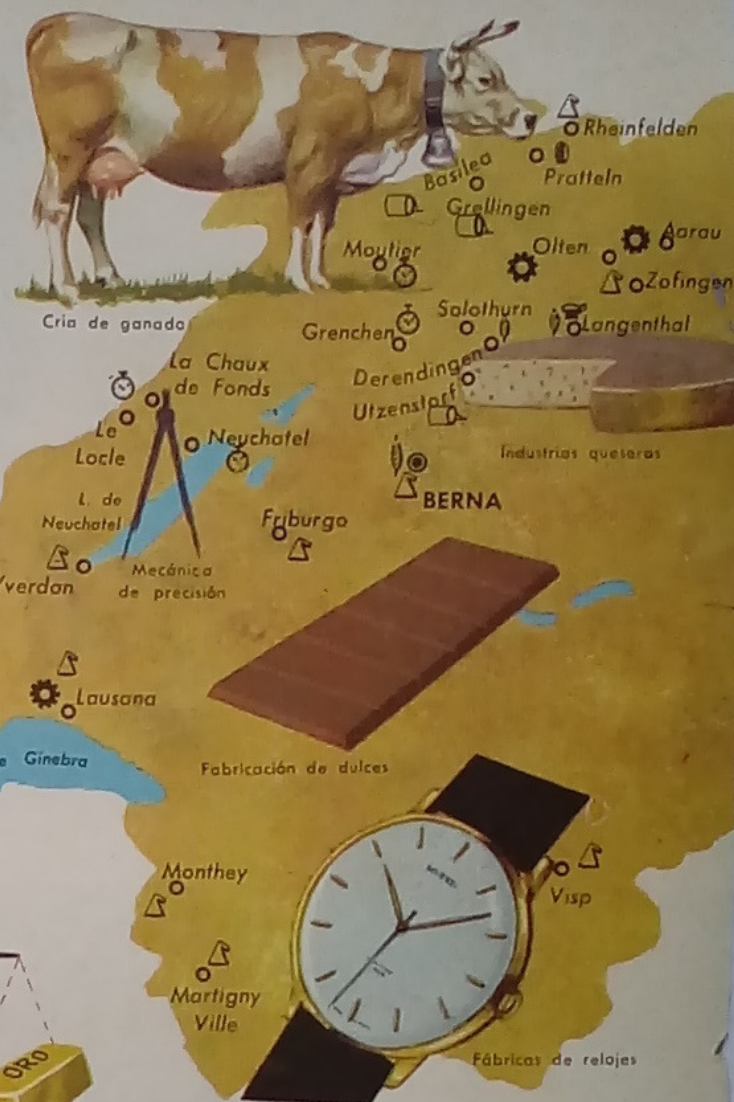 Rheinfelden
Basilea
Pratteln
Grellingen
Moutier
Olten
Aarau
Zofingen
Cria de ganado
Grenchen
Solothurn
Langenthal
La Chaux
de Fonds
Derendingen
Utzenstorf
Le
Locle
Neuchatel
Industrias queseras
L. de
Neuchatel
BERNA
Friburgo
Yverdon
Mecánica
de precisión
Lausana
e Ginebra
Fabricación de dulces
Monthey
Visp
Martigny
Ville
ORO
Fábricas de relojes